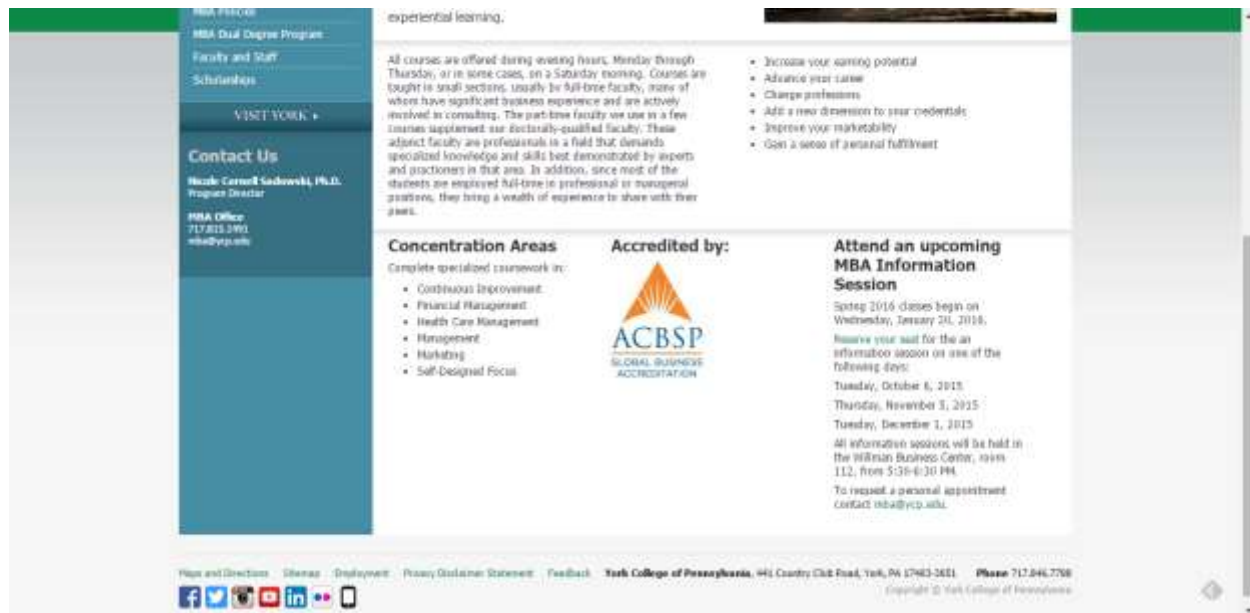 MBA Policies
MBA Dual Degree Program
Faculty and Staff
Scholarships
VISIT YORK
Contact Us
Nicole Cornell Sadowski, Ph.D.
Program Director
MBA Office
717.815.1491
mba@ycp.edu
experiential learning.
All courses are offered during evening hours, Monday through
Thursday, or in some cases, on a Saturday morning. Courses are
taught in small sections, usually by full-time faculty, many of
whom have significant business experience and are actively
involved in consulting. The part-time faculty we use in a few
courses supplement our doctorally-qualified faculty. These
adjunct faculty are professionals in a field that demands
specialized knowledge and skills best demonstrated by experts
and practioners in that area. In addition, since most of the
students are employed full-time in professional or managerial
positions, they bring a wealth of experience to share with their
peers.
• Increase your earning potential
• Advance your career
• Change professions
• Add a new dimension to your credentials
• Improve your marketability
• Gain a sense of personal fulfillment
Concentration Areas
Complete specialized coursework in:
• Continuous Improvement
• Financial Management
• Health Care Management
• Management
• Marketing
• Self-Designed Focus
Accredited by:
ACBSP
GLOBAL BUSINESS
ACCREDITATION
Attend an upcoming
MBA Information
Session
Spring 2016 classes begin on
Wednesday, January 20, 2016.
Reserve your seat for the an
information session on one of the
following days:
Tuesday, October 6, 2015
Thursday, November 5, 2015
Tuesday, December 1, 2015
All information sessions will be held in
the Willman Business Center, room
112, from 5:30-6:30 PM.
To request a personal appointment
contact mba@ycp.edu.
Maps and Directions Sitemap Employment Privacy Disclaimer Statement Feedback York College of Pennsylvania, 441 Country Club Road, York, PA 17403-3651 Phone 717.846.7788
Copyright © York College of Pennsylvania